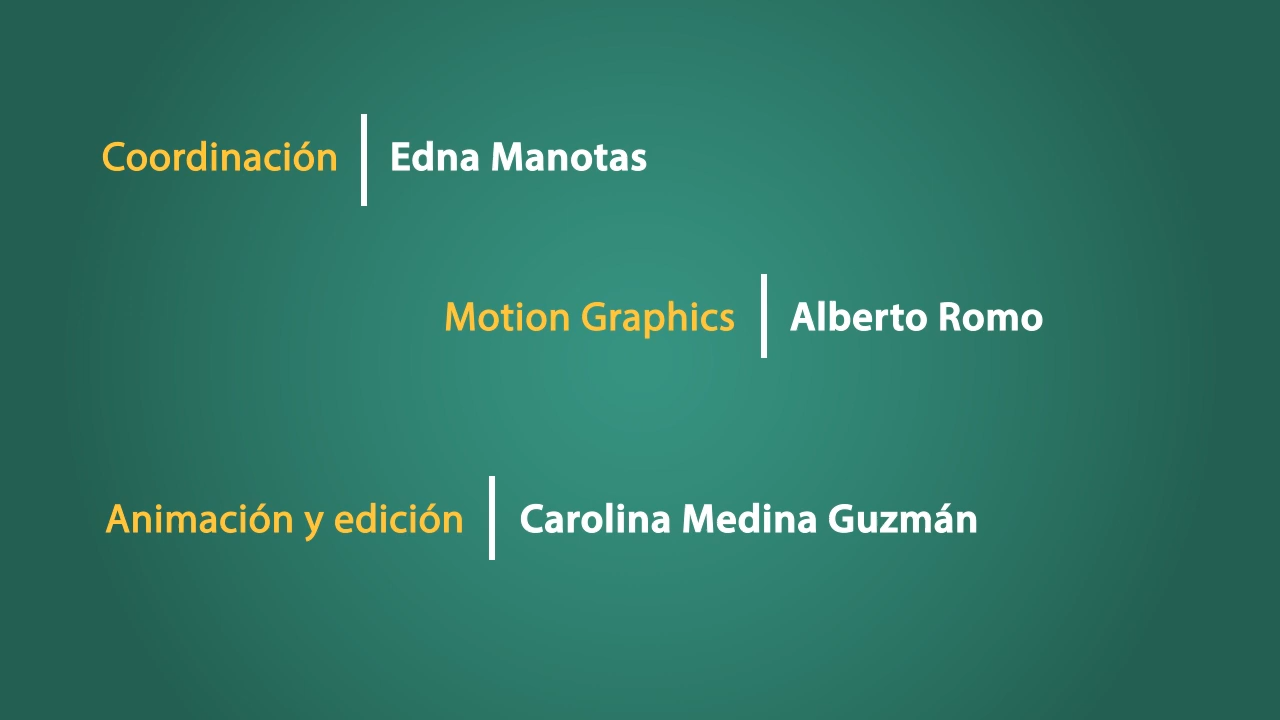 Coordinación | Edna Manotas
Motion Graphics | Alberto Romo
Animación y edición | Carolina Medina Guzmán